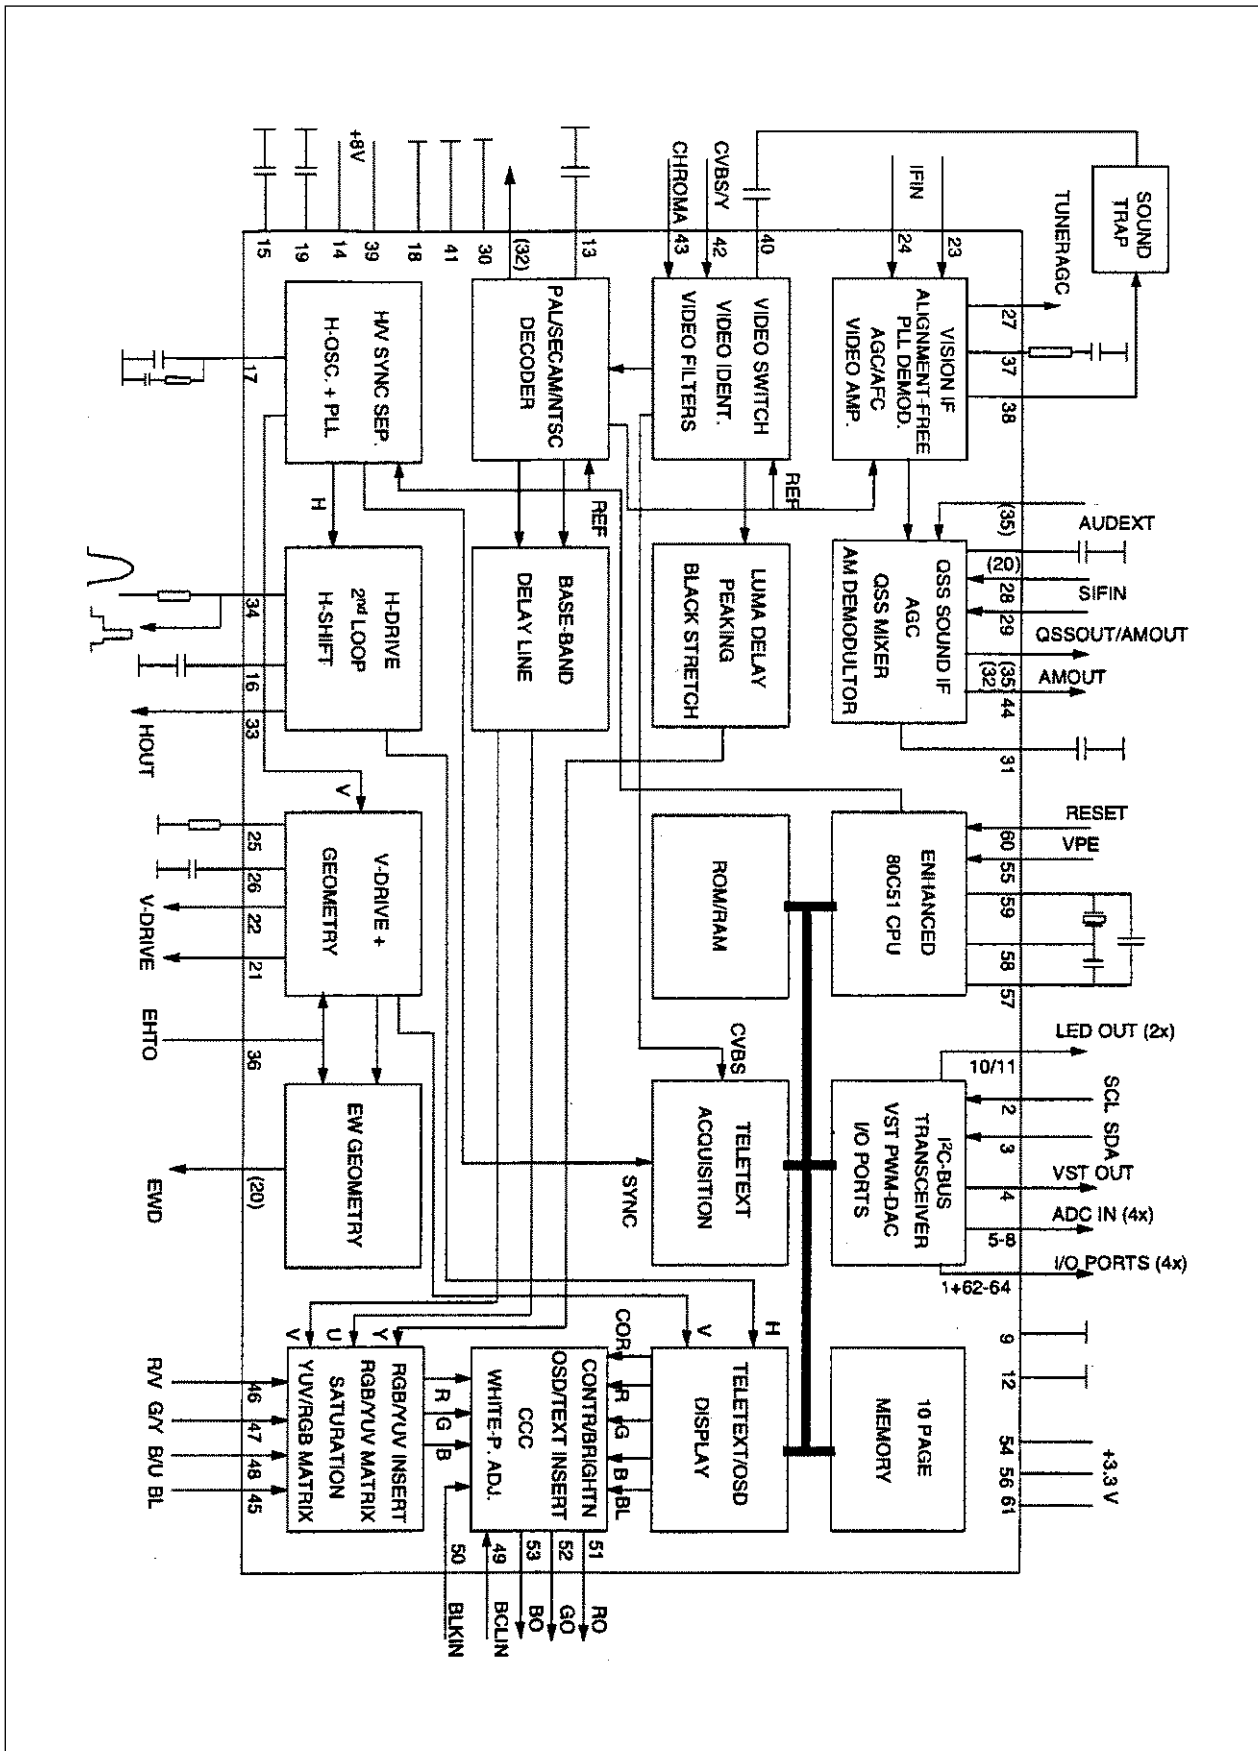 SOUND
TRAP
IFIN
TUNERAGC
23
24
27
37
38
VISION IF
ALIGNMENT-FREE
PLL DEMOD.
AGC/AFC
VIDEO AMP.
AUDEXT
(35)
(20)
28
SIFIN
29
QSSOUT/AMOUT
(35)
(32)
AMOUT
44
31
QSS SOUND IF
AGC
QSS MIXER
AM DEMODULTOR
RESET
60
VPE
55
59
58
57
ENHANCED
80C51 CPU
LED OUT (2x)
10/11
SCL
2
SDA
3
VST OUT
4
ADC IN (4x)
5-8
I/O PORTS (4x)
1+62-64
I²C-BUS
TRANSCEIVER
VST PWM-DAC
I/O PORTS
9
12
54
56
61
+3.3 V
10 PAGE
MEMORY
CVBS/Y
CHROMA
40
42
43
VIDEO SWITCH
VIDEO IDENT.
VIDEO FILTERS
REF
LUMA DELAY
PEAKING
BLACK STRETCH
ROM/RAM
CVBS
SYNC
TELETEXT
ACQUISITION
H
V
TELETEXT/OSD
DISPLAY
13
(32)
PAL/SECAM/NTSC
DECODER
REF
BASE-BAND
DELAY LINE
COR
R
G
B
BL
CONTR/BRIGHTN
OSD/TEXT INSERT
CCC
WHITE-P. ADJ.
R
G
B
51
52
53
49
50
RO
GO
BO
BCLIN
BLKIN
+8V
30
41
18
39
14
19
15
H/V SYNC SEP.
H-OSC. + PLL
17
H
H-DRIVE
2nd LOOP
H-SHIFT
34
16
33
HOUT
V
V-DRIVE +
GEOMETRY
25
26
22
21
V-DRIVE
EHTO
36
EW GEOMETRY
(20)
EWD
Y
U
V
RGB/YUV INSERT
RGB/YUV MATRIX
SATURATION
YUV/RGB MATRIX
46
47
48
45
R/V
G/Y
B/U
BL